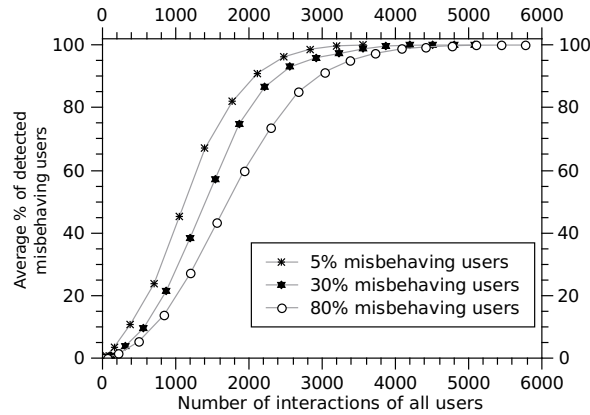 0 1000 2000 3000 4000 5000 6000
100 100
80 80
60 60
40 40
20 20
0 0
Average % of detected
misbehaving users
5% misbehaving users
30% misbehaving users
80% misbehaving users
0 1000 2000 3000 4000 5000 6000
Number of interactions of all users